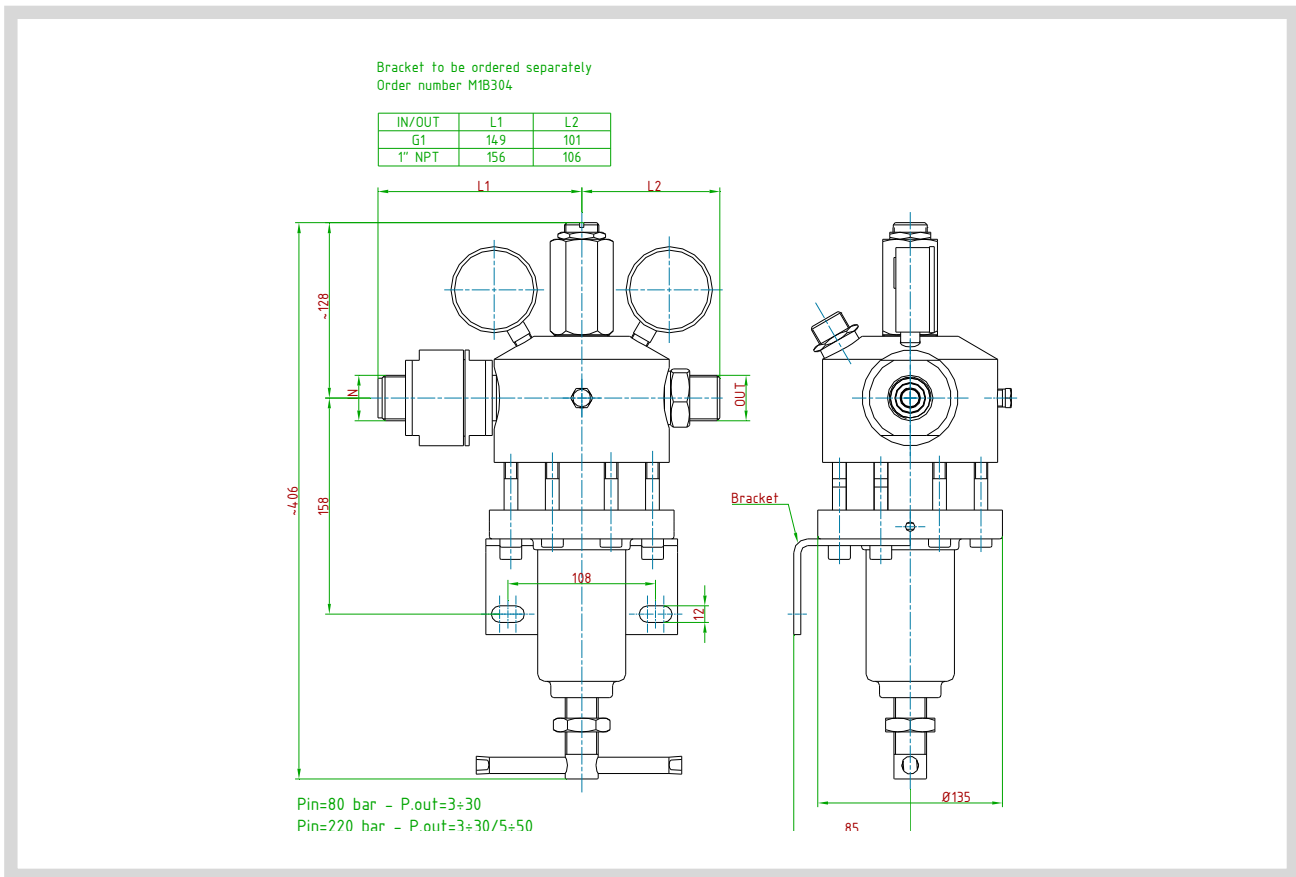 Bracket to be ordered separately
Order number M1B304
IN/OUT L1 L2
G1 149 101
1" NPT 156 106
L1 L2
~128
IN
OUT
~406
158
Bracket
108
12
Ø135
85
Pin=80 bar - P.out=3÷30
Pin=220 bar - P.out=3÷30/5÷50